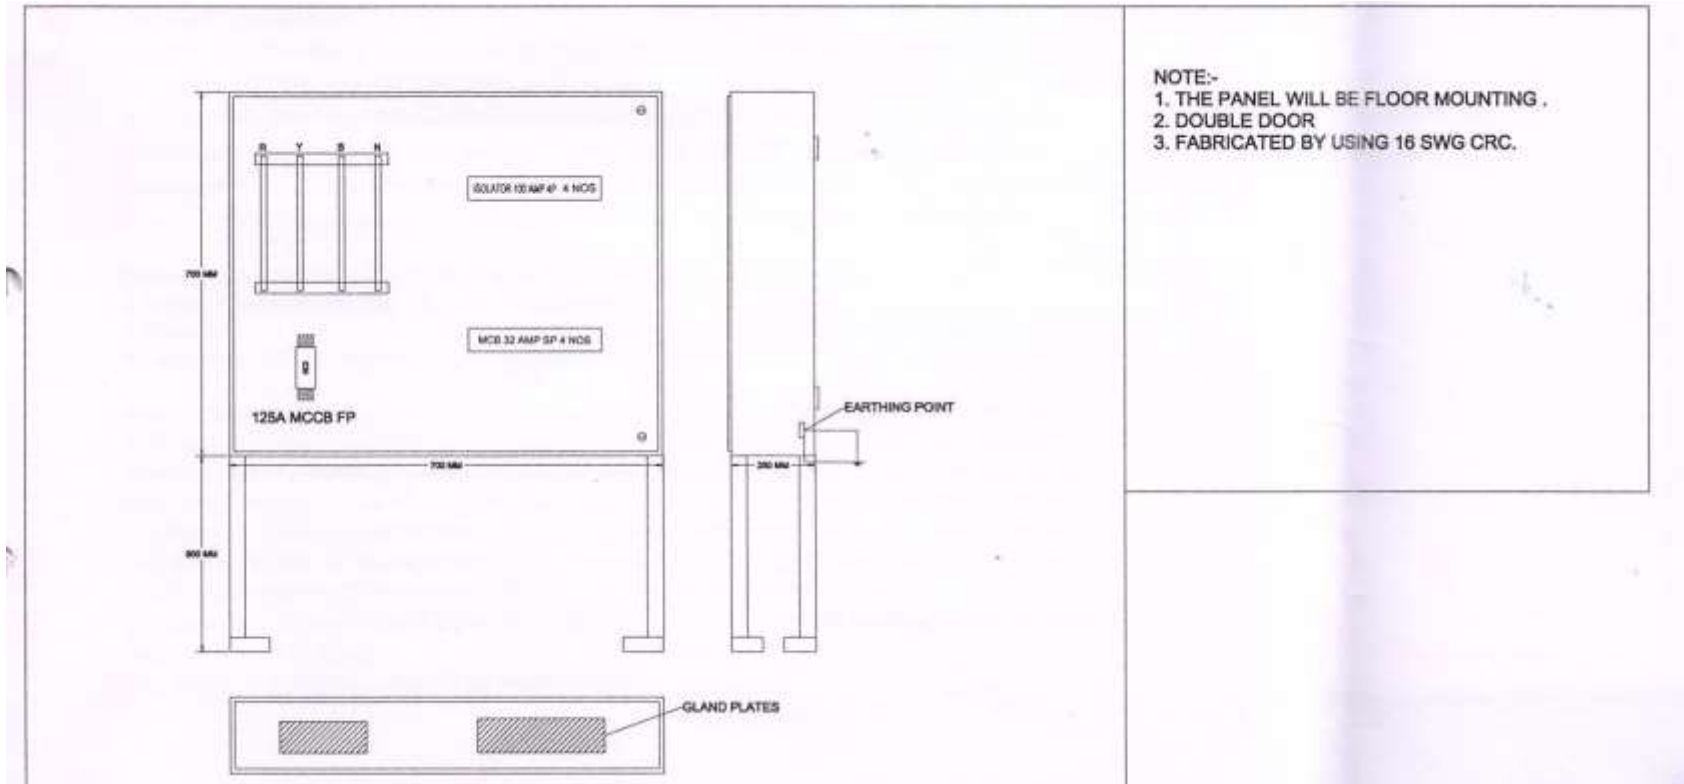 NOTE:-
1. THE PANEL WILL BE FLOOR MOUNTING .
2. DOUBLE DOOR
3. FABRICATED BY USING 16 SWG CRC.
R Y B N
ISOLATOR 100 AMP 4P 4 NOS
700 MM
MCB 32 AMP SP 4 NOS
125A MCCB FP
EARTHING POINT
700 MM
MM
MM
GLAND PLATES